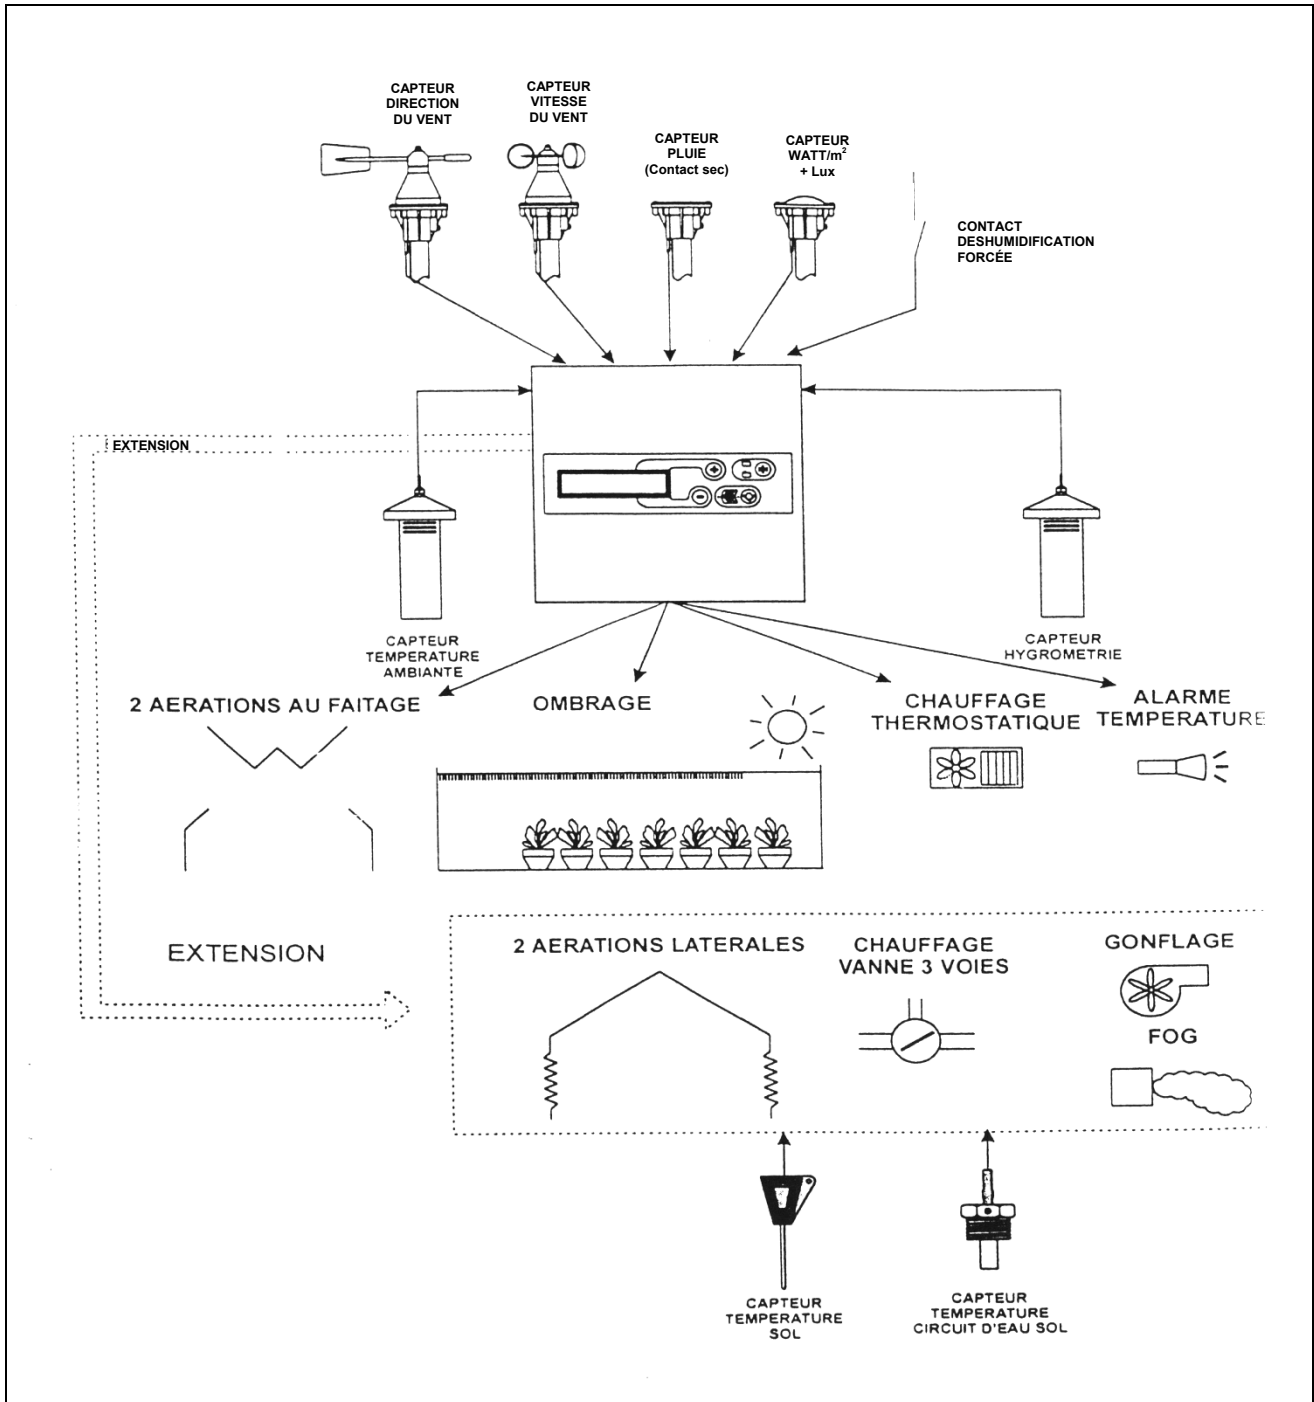 CAPTEUR
DIRECTION
DU VENT
CAPTEUR
VITESSE
DU VENT
CAPTEUR
PLUIE
(Contact sec)
CAPTEUR
WATT/m²
+ Lux
CONTACT
DESHUMIDIFICATION
FORCÉE
EXTENSION
CAPTEUR
TEMPERATURE
AMBIANTE
CAPTEUR
HYGROMETRIE
2 AERATIONS AU FAITAGE
OMBRAGE
CHAUFFAGE
THERMOSTATIQUE
ALARME
TEMPERATURE
EXTENSION
2 AERATIONS LATERALES
CHAUFFAGE
VANNE 3 VOIES
GONFLAGE
FOG
CAPTEUR
TEMPERATURE
SOL
CAPTEUR
TEMPERATURE
CIRCUIT D'EAU SOL